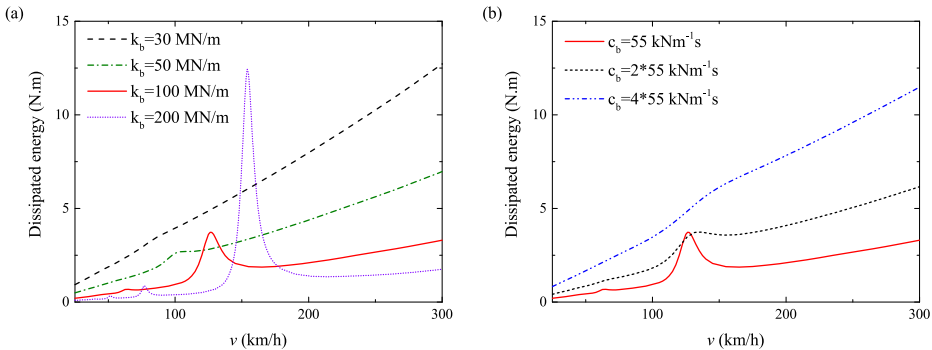 (a)
15
10
5
0
Dissipated energy (N.m)
k_b=30 MN/m
k_b=50 MN/m
k_b=100 MN/m
k_b=200 MN/m
100 200 300
v (km/h)
(b)
15
10
5
0
Dissipated energy (N.m)
c_b=55 kNm⁻¹s
c_b=2*55 kNm⁻¹s
c_b=4*55 kNm⁻¹s
100 200 300
v (km/h)